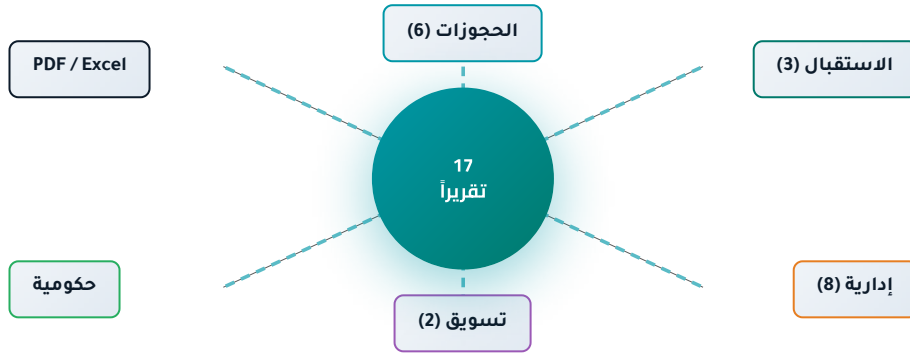 الحجوزات (6)
الاستقبال (3)
PDF / Excel
17
تقريراً
إدارية (8)
حكومية
تسويق (2)